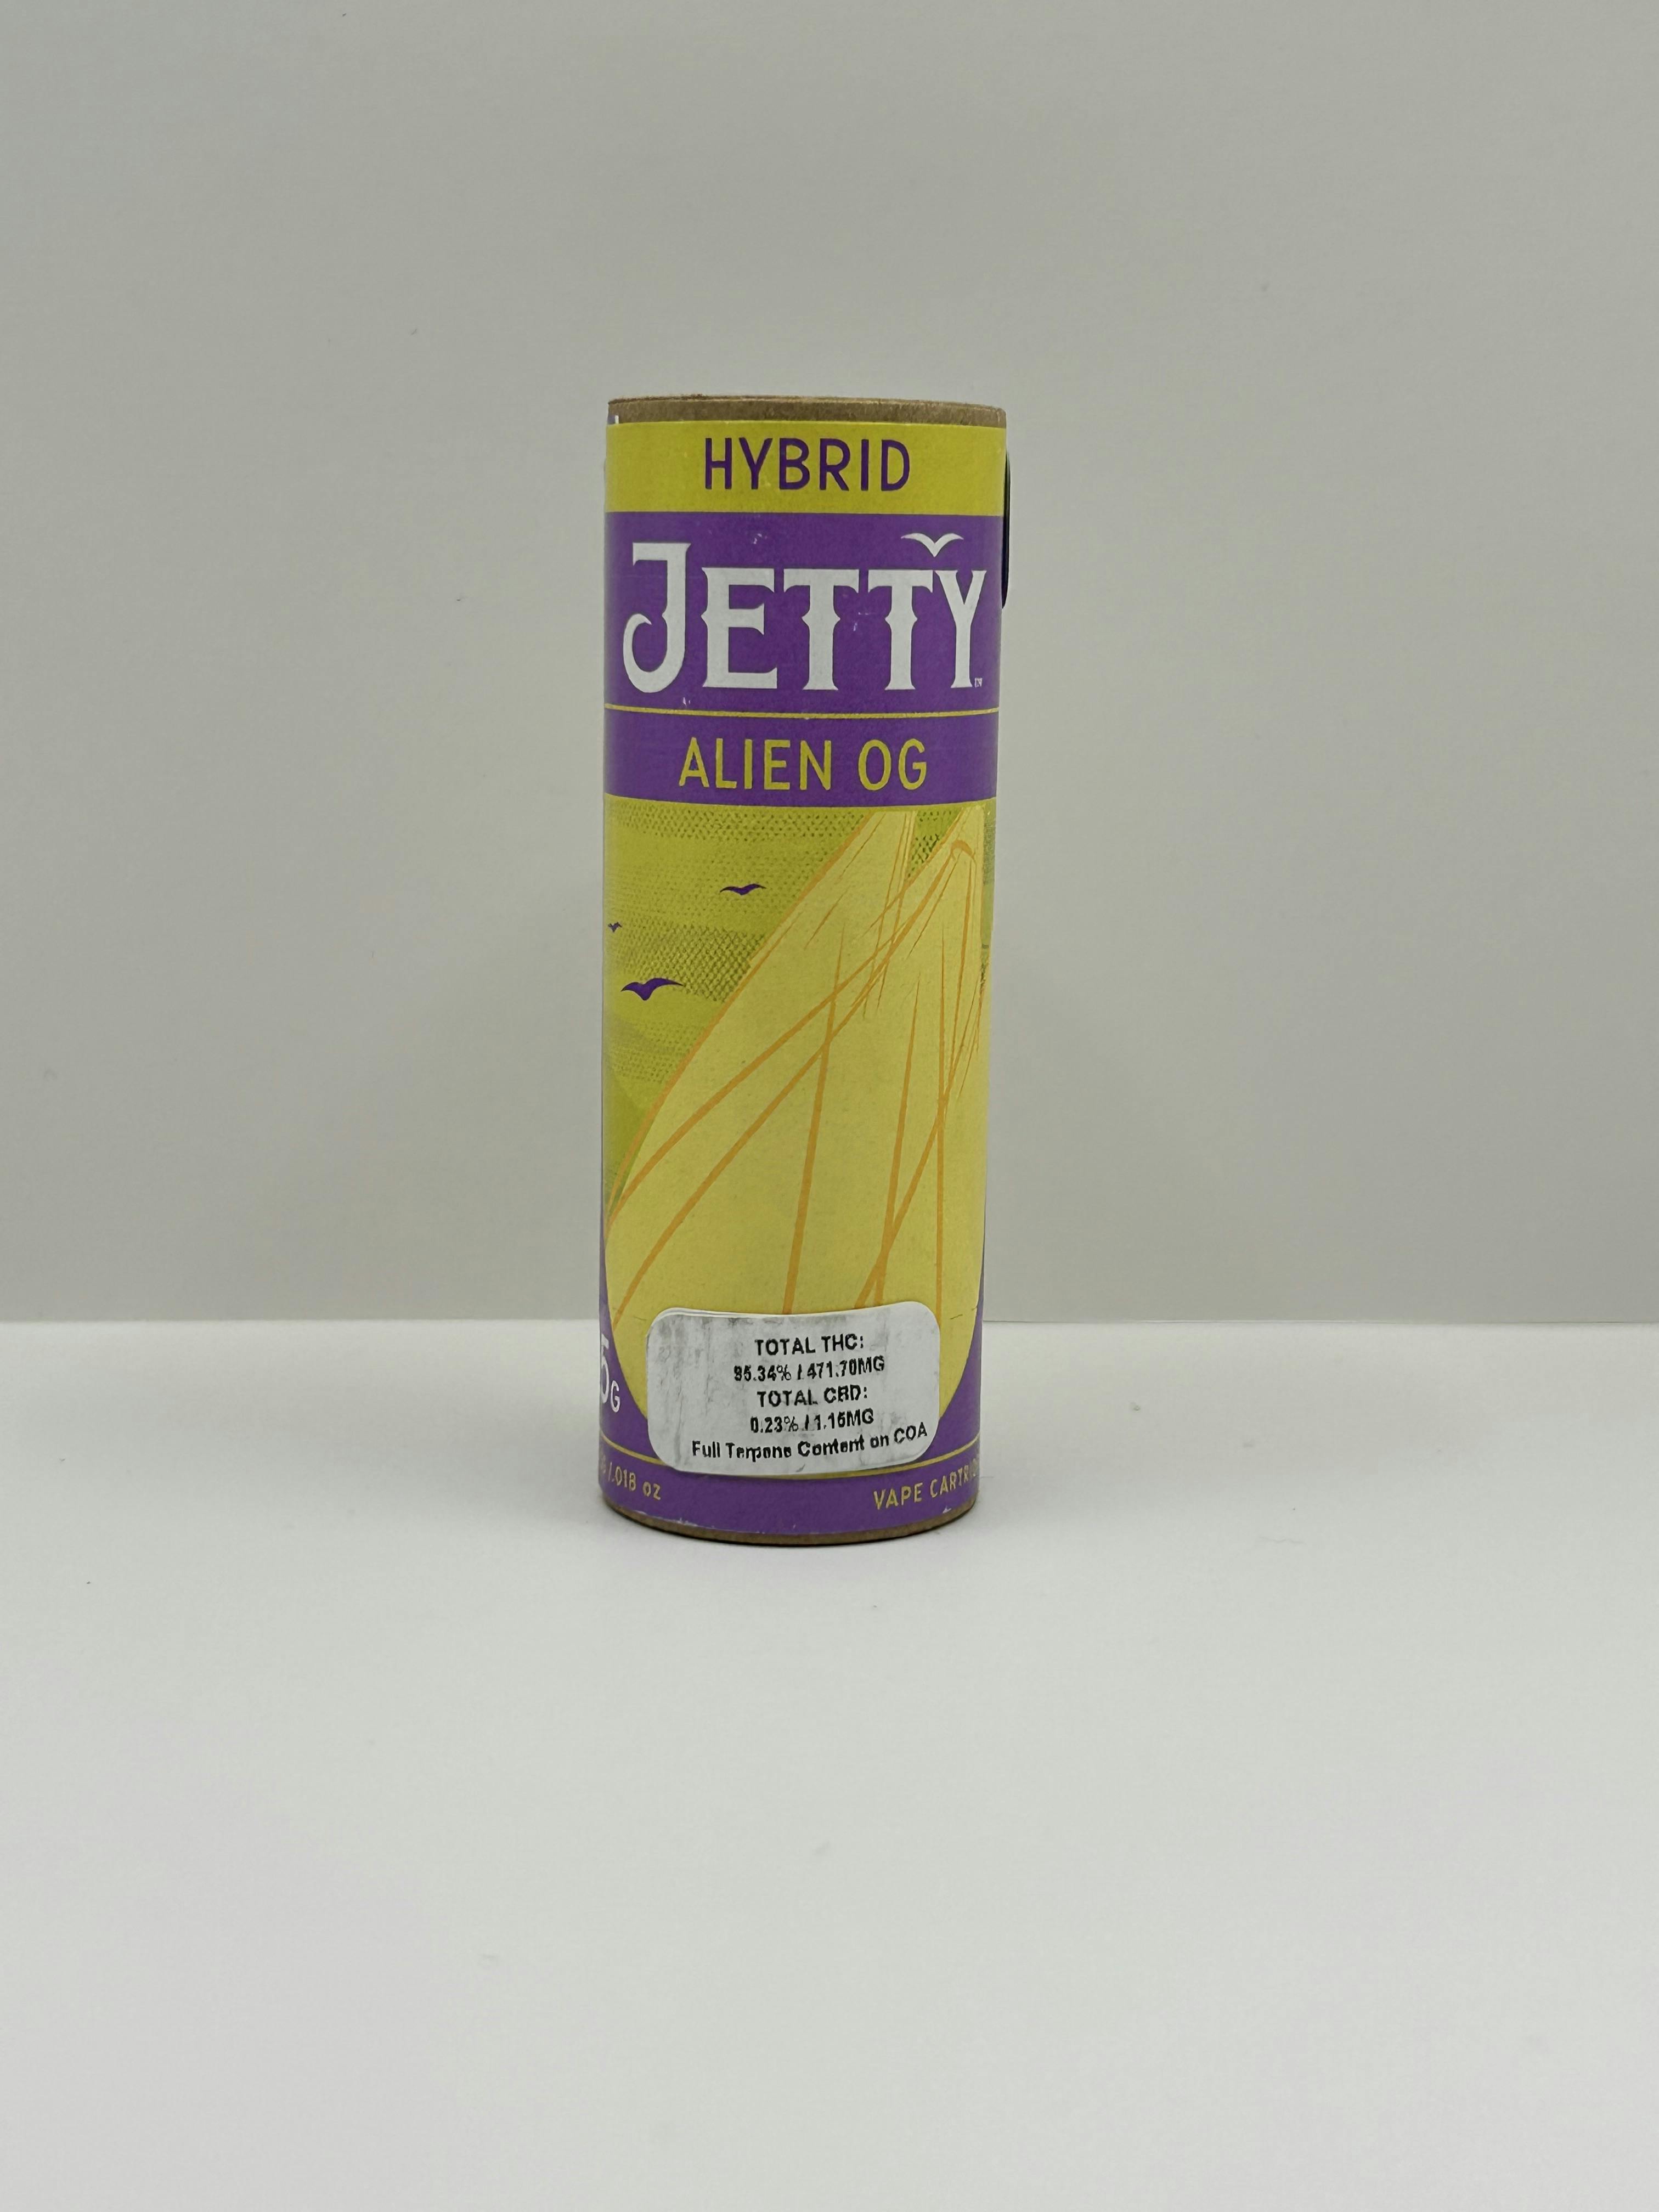 HYBRID
JETTY
ALIEN OG
5G
TOTAL THC:
95.34% / 471.70MG
TOTAL CBD:
0.23% / 1.15MG
Full Terpene Content on COA
/.018 oz
VAPE